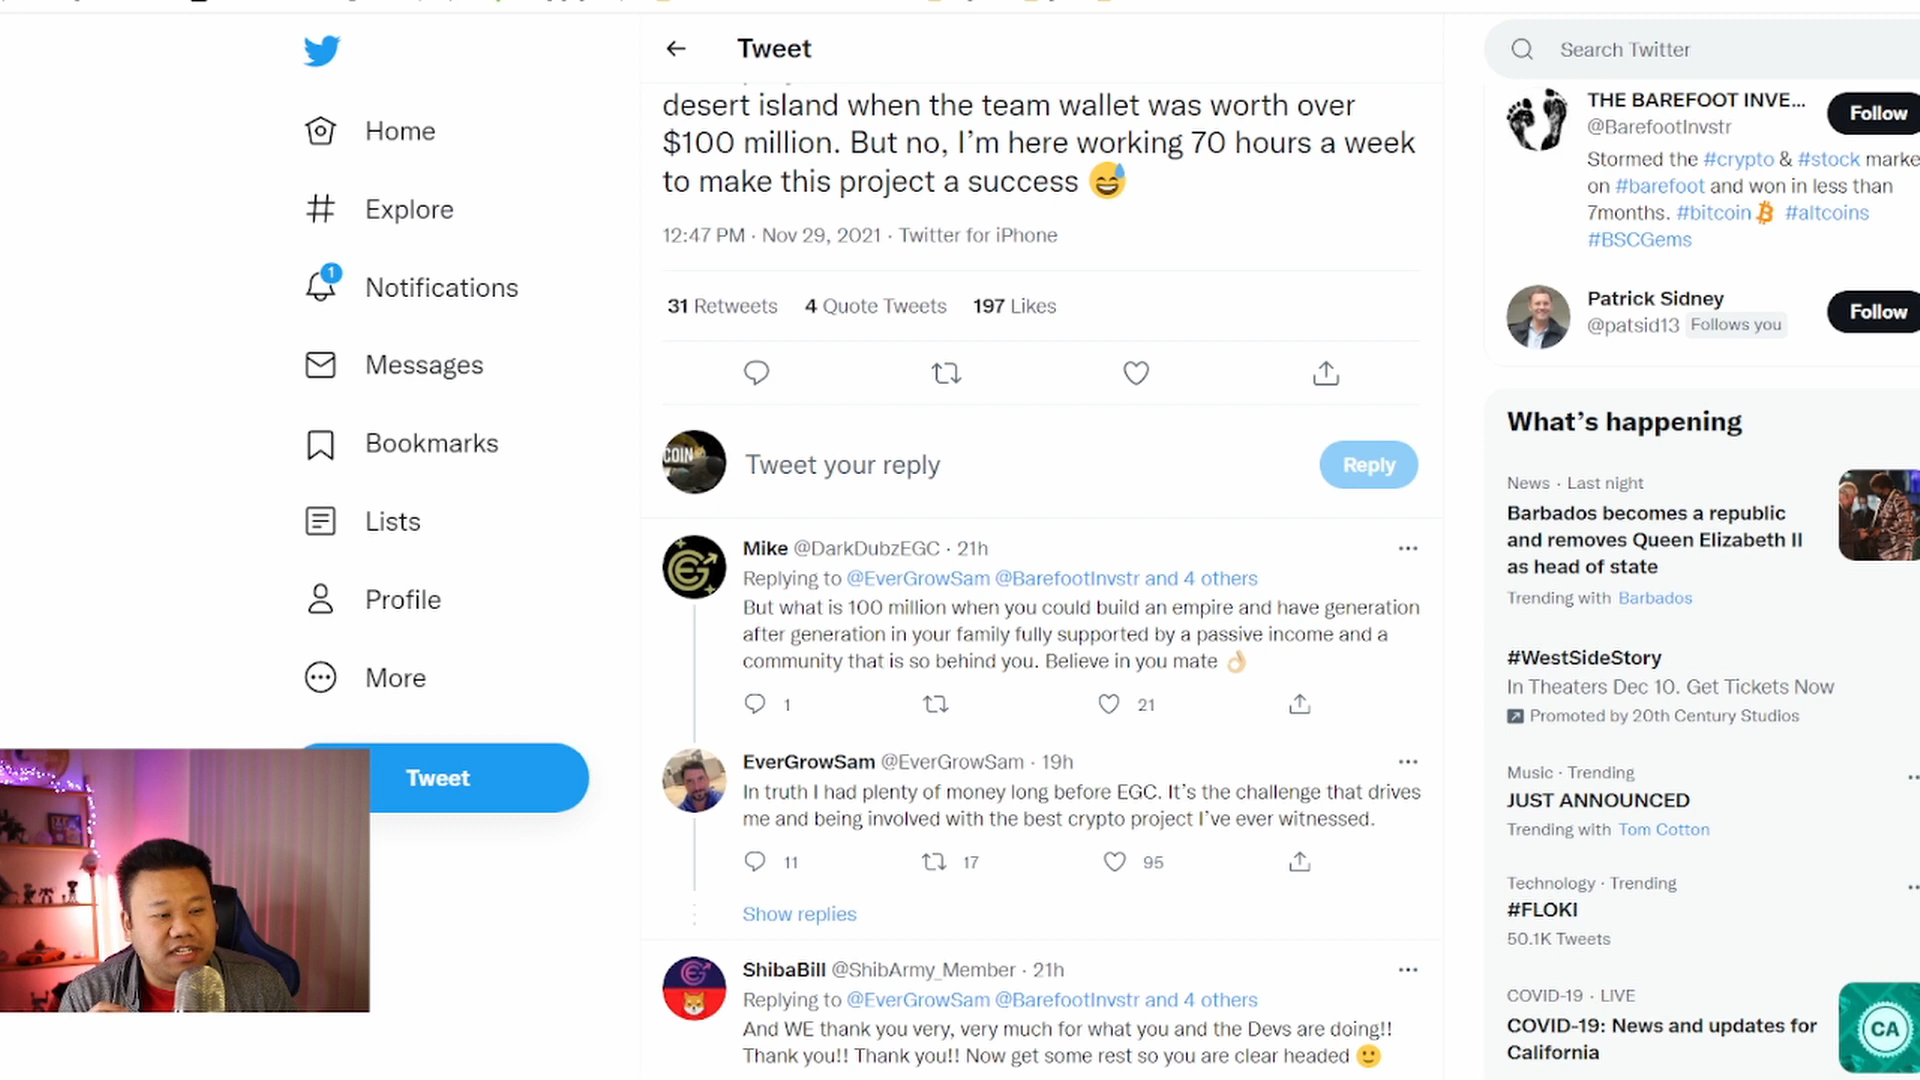 Home
Explore
1
Notifications
Messages
Bookmarks
Lists
Profile
More
Tweet
Tweet
desert island when the team wallet was worth over
$100 million. But no, I'm here working 70 hours a week
to make this project a success 😅
12:47 PM · Nov 29, 2021 · Twitter for iPhone
31 Retweets 4 Quote Tweets 197 Likes
COIN
Tweet your reply
Reply
Mike @DarkDubzEGC · 21h
Replying to @EverGrowSam @BarefootInvstr and 4 others
But what is 100 million when you could build an empire and have generation
after generation in your family fully supported by a passive income and a
community that is so behind you. Believe in you mate 👌🏻
1 21
EverGrowSam @EverGrowSam · 19h
In truth I had plenty of money long before EGC. It's the challenge that drives
me and being involved with the best crypto project I've ever witnessed.
11 17 95
Show replies
ShibaBill @ShibArmy_Member · 21h
Replying to @EverGrowSam @BarefootInvstr and 4 others
And WE thank you very, very much for what you and the Devs are doing!!
Thank you!! Thank you!! Now get some rest so you are clear headed 🙂
Search Twitter
THE BAREFOOT INVE...
@BarefootInvstr
Follow
Stormed the #crypto & #stock marke
on #barefoot and won in less than
7months. #bitcoin #altcoins
#BSCGems
Patrick Sidney
@patsid13 Follows you
Follow
What's happening
News · Last night
Barbados becomes a republic
and removes Queen Elizabeth II
as head of state
Trending with Barbados
#WestSideStory
In Theaters Dec 10. Get Tickets Now
Promoted by 20th Century Studios
Music · Trending
JUST ANNOUNCED
Trending with Tom Cotton
Technology · Trending
#FLOKI
50.1K Tweets
COVID-19 · LIVE
COVID-19: News and updates for
California
CA